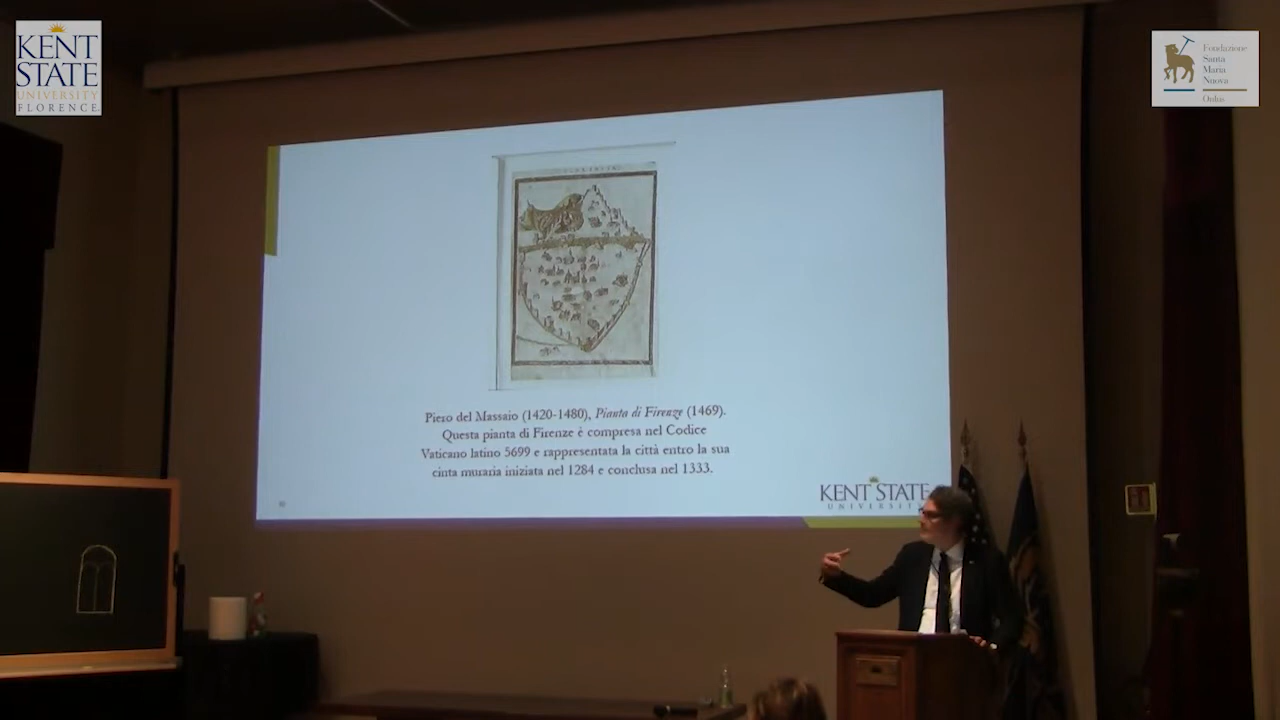 KENT
STATE
UNIVERSITY
FLORENCE
Fondazione
Santa
Maria
Nuova
Onlus
Piero del Massaio (1420-1480), Pianta di Firenze (1469).
Questa pianta di Firenze è compresa nel Codice
Vaticano latino 5699 e rappresentata la città entro la sua
cinta muraria iniziata nel 1284 e conclusa nel 1333.
KENT STATE
UNIVERSITY